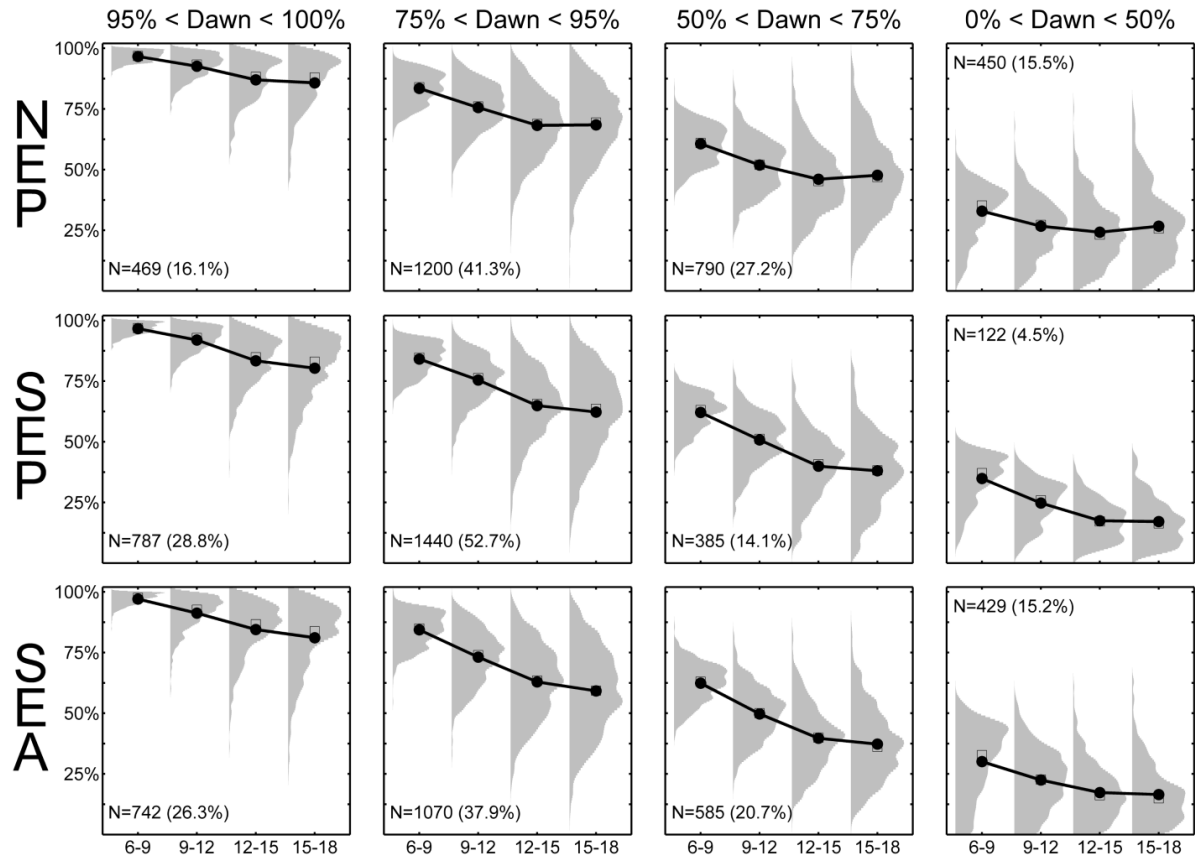 95% < Dawn < 100%
75% < Dawn < 95%
50% < Dawn < 75%
0% < Dawn < 50%
NEP
100%
75%
50%
25%
N=469 (16.1%)
N=1200 (41.3%)
N=790 (27.2%)
N=450 (15.5%)
SEP
100%
75%
50%
25%
N=787 (28.8%)
N=1440 (52.7%)
N=385 (14.1%)
N=122 (4.5%)
SEA
100%
75%
50%
25%
N=742 (26.3%)
N=1070 (37.9%)
N=585 (20.7%)
N=429 (15.2%)
6-9 9-12 12-15 15-18
6-9 9-12 12-15 15-18
6-9 9-12 12-15 15-18
6-9 9-12 12-15 15-18